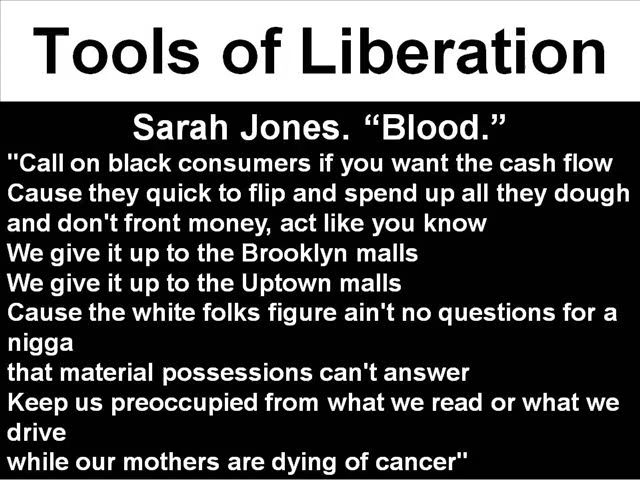 Tools of Liberation
Sarah Jones. “Blood.”
"Call on black consumers if you want the cash flow
Cause they quick to flip and spend up all they dough
and don't front money, act like you know
We give it up to the Brooklyn malls
We give it up to the Uptown malls
Cause the white folks figure ain't no questions for a
nigga
that material possessions can't answer
Keep us preoccupied from what we read or what we
drive
while our mothers are dying of cancer"